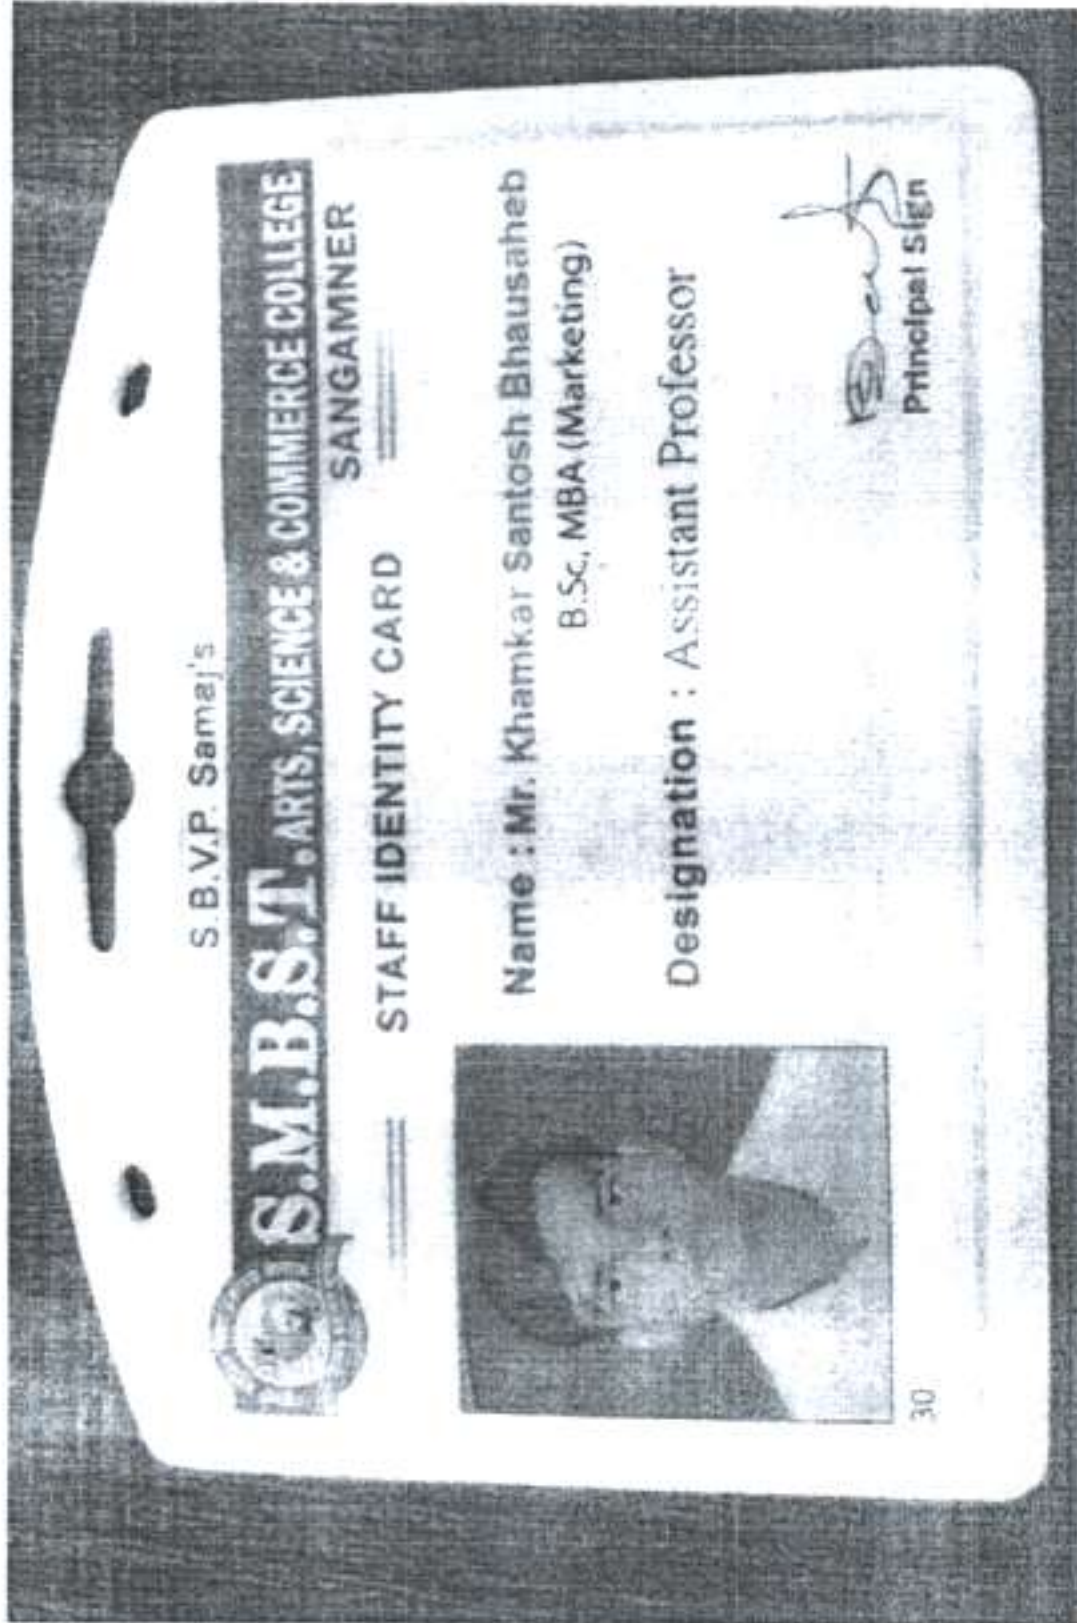 S.B.V.P. Samaj's
S.M.B.S.T. ARTS, SCIENCE & COMMERCE COLLEGE
SANGAMNER
STAFF IDENTITY CARD
Name : Mr. Khamkar Santosh Bhausaheb
B.Sc, MBA (Marketing)
Designation : Assistant Professor
30
Principal Sign